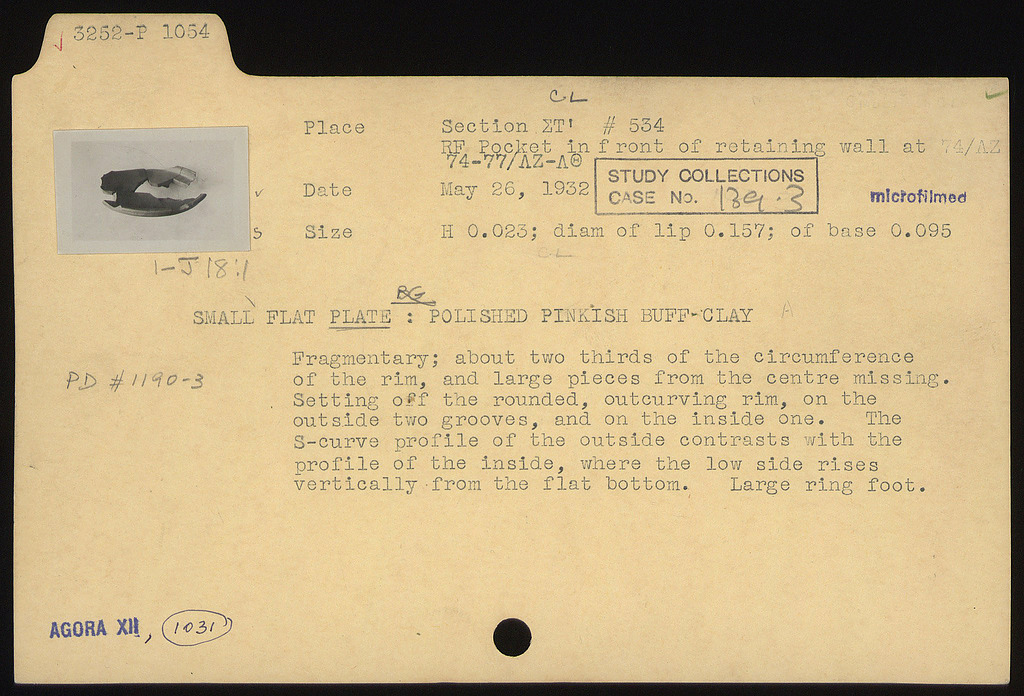 3252-P 1054
CL
Place Section ΣT' # 534
RF Pocket in front of retaining wall at 74/ΛΖ
74-77/ΛΖ-ΛΘ
Date May 26, 1932
STUDY COLLECTIONS
CASE No. 139.3
microfilmed
Size H 0.023; diam of lip 0.157; of base 0.095
CL
1-J 18:1
BG
SMALL FLAT PLATE : POLISHED PINKISH BUFF-CLAY A
Fragmentary; about two thirds of the circumference
PD #1190-3
of the rim, and large pieces from the centre missing.
Setting off the rounded, outcurving rim, on the
outside two grooves, and on the inside one. The
S-curve profile of the outside contrasts with the
profile of the inside, where the low side rises
vertically from the flat bottom. Large ring foot.
AGORA XII, 1031